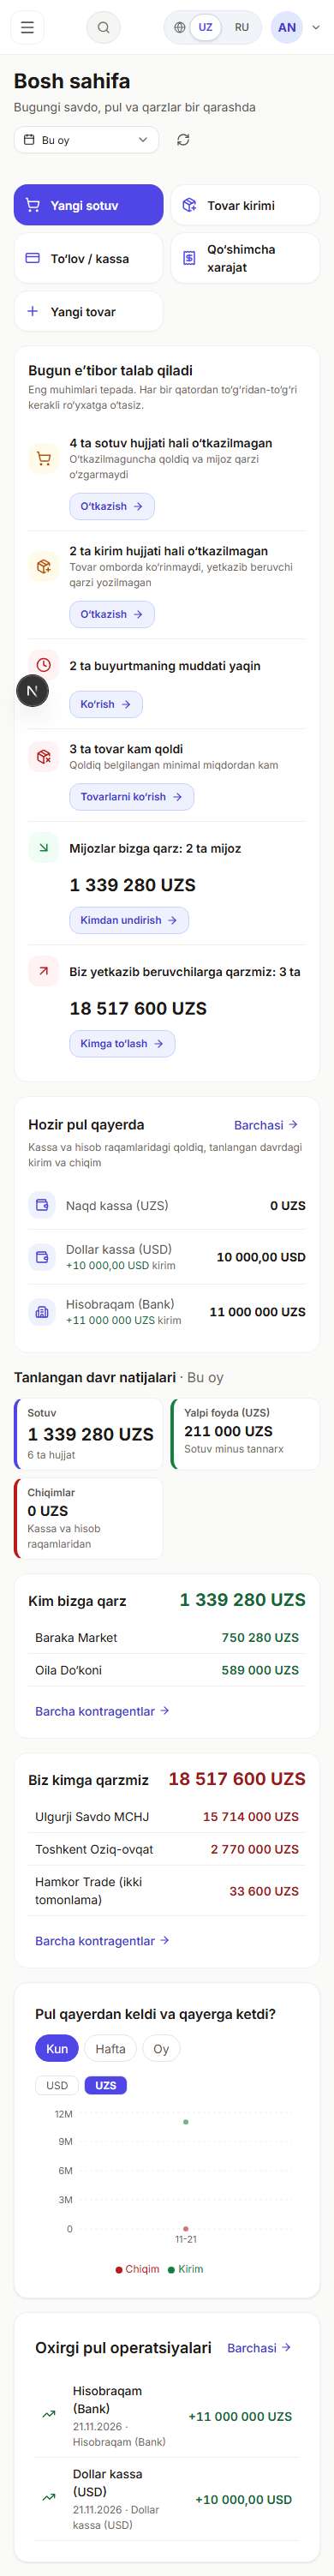 UZ RU AN
Bosh sahifa
Bugungi savdo, pul va qarzlar bir qarashda
Bu oy
Yangi sotuv
Tovar kirimi
To‘lov / kassa
Qo‘shimcha
xarajat
Yangi tovar
Bugun e’tibor talab qiladi
Eng muhimlari tepada. Har bir qatordan to‘g‘ridan-to‘g‘ri
kerakli ro‘yxatga o‘tasiz.
4 ta sotuv hujjati hali o‘tkazilmagan
O‘tkazilmaguncha qoldiq va mijoz qarzi
o‘zgarmaydi
O‘tkazish →
2 ta kirim hujjati hali o‘tkazilmagan
Tovar omborda ko‘rinmaydi, yetkazib beruvchi
qarzi yozilmagan
O‘tkazish →
2 ta buyurtmaning muddati yaqin
N
Ko‘rish →
3 ta tovar kam qoldi
Qoldiq belgilangan minimal miqdordan kam
Tovarlarni ko‘rish →
Mijozlar bizga qarz: 2 ta mijoz
1 339 280 UZS
Kimdan undirish →
Biz yetkazib beruvchilarga qarzmiz: 3 ta
18 517 600 UZS
Kimga to‘lash →
Hozir pul qayerda Barchasi →
Kassa va hisob raqamlaridagi qoldiq, tanlangan davrdagi
kirim va chiqim
Naqd kassa (UZS) 0 UZS
Dollar kassa (USD) 10 000,00 USD
+10 000,00 USD kirim
Hisobraqam (Bank) 11 000 000 UZS
+11 000 000 UZS kirim
Tanlangan davr natijalari · Bu oy
Sotuv
1 339 280 UZS
6 ta hujjat
Yalpi foyda (UZS)
211 000 UZS
Sotuv minus tannarx
Chiqimlar
0 UZS
Kassa va hisob
raqamlaridan
Kim bizga qarz 1 339 280 UZS
Baraka Market 750 280 UZS
Oila Do‘koni 589 000 UZS
Barcha kontragentlar →
Biz kimga qarzmiz 18 517 600 UZS
Ulgurji Savdo MCHJ 15 714 000 UZS
Toshkent Oziq-ovqat 2 770 000 UZS
Hamkor Trade (ikki
tomonlama) 33 600 UZS
Barcha kontragentlar →
Pul qayerdan keldi va qayerga ketdi?
Kun Hafta Oy
USD UZS
12M
9M
6M
3M
0
11-21
Chiqim Kirim
Oxirgi pul operatsiyalari Barchasi →
Hisobraqam
(Bank)
21.11.2026 ·
Hisobraqam (Bank)
+11 000 000 UZS
Dollar kassa
(USD)
21.11.2026 · Dollar
kassa (USD)
+10 000,00 USD